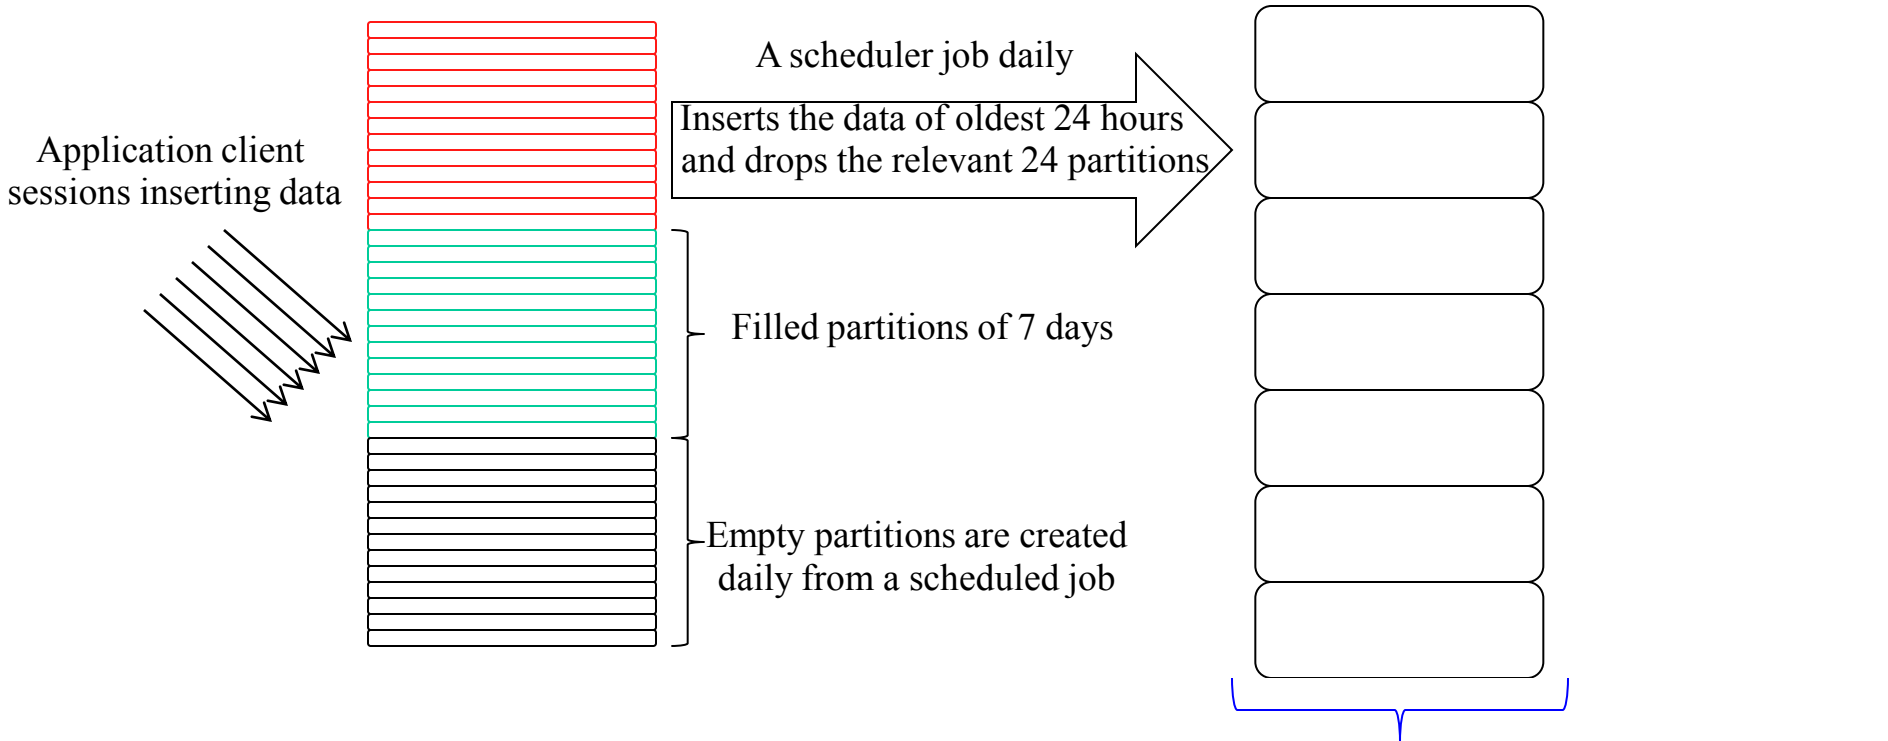 A scheduler job daily
Inserts the data of oldest 24 hours
and drops the relevant 24 partitions
Application client
sessions inserting data
Filled partitions of 7 days
Empty partitions are created
daily from a scheduled job